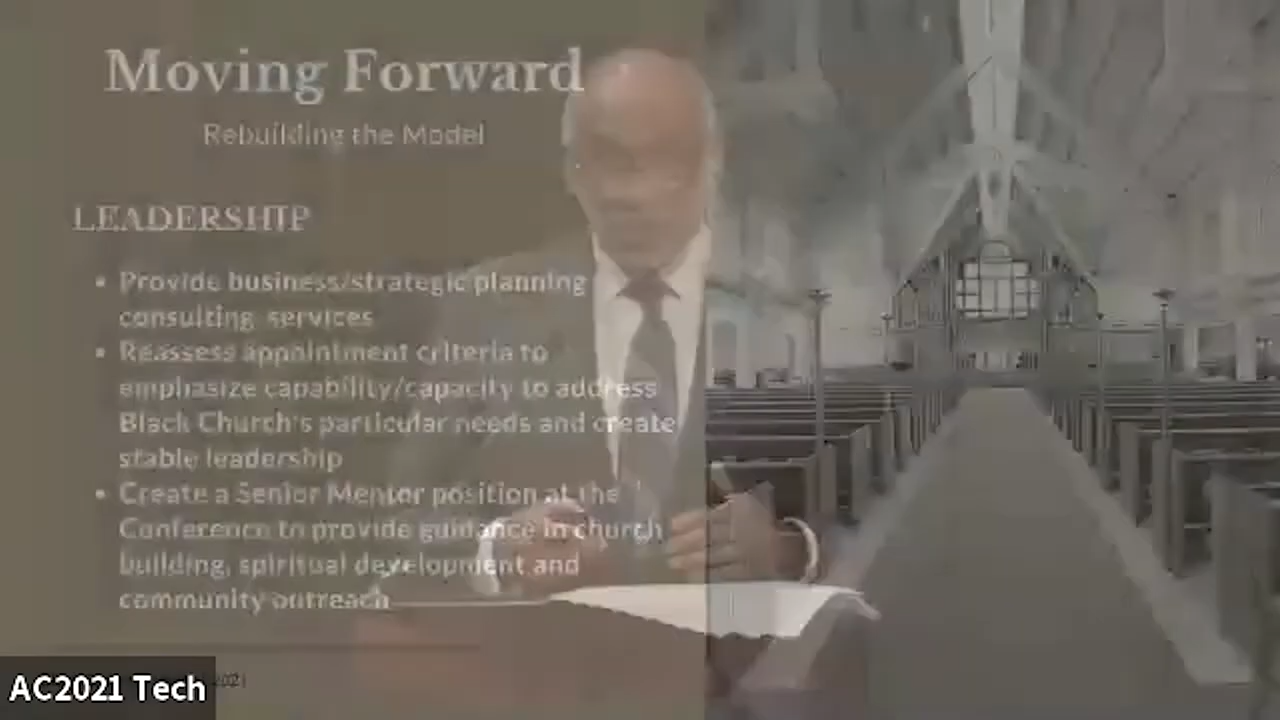 Moving Forward
Rebuilding the Model
LEADERSHIP
• Provide business/strategic planning
consulting services
• Reassess appointment criteria to
emphasize capability/capacity to address
Black Church's particular needs and create
stable leadership
• Create a Senior Mentor position at the
Conference to provide guidance in church
building, spiritual development and
community outreach
AC2021 Tech